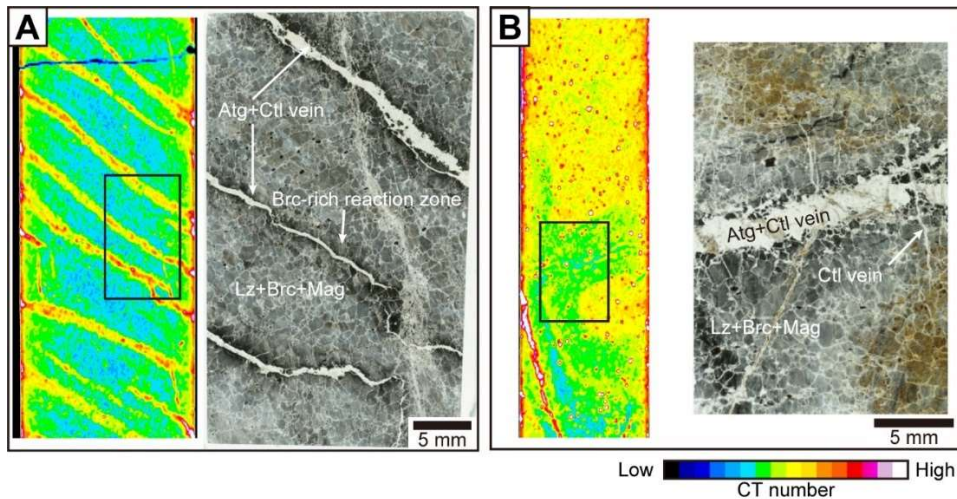 A
Atg+Ctl vein
Brc-rich reaction zone
Lz+Brc+Mag
5 mm
B
Atg+Ctl vein
Ctl vein
Lz+Brc+Mag
5 mm
Low
High
CT number